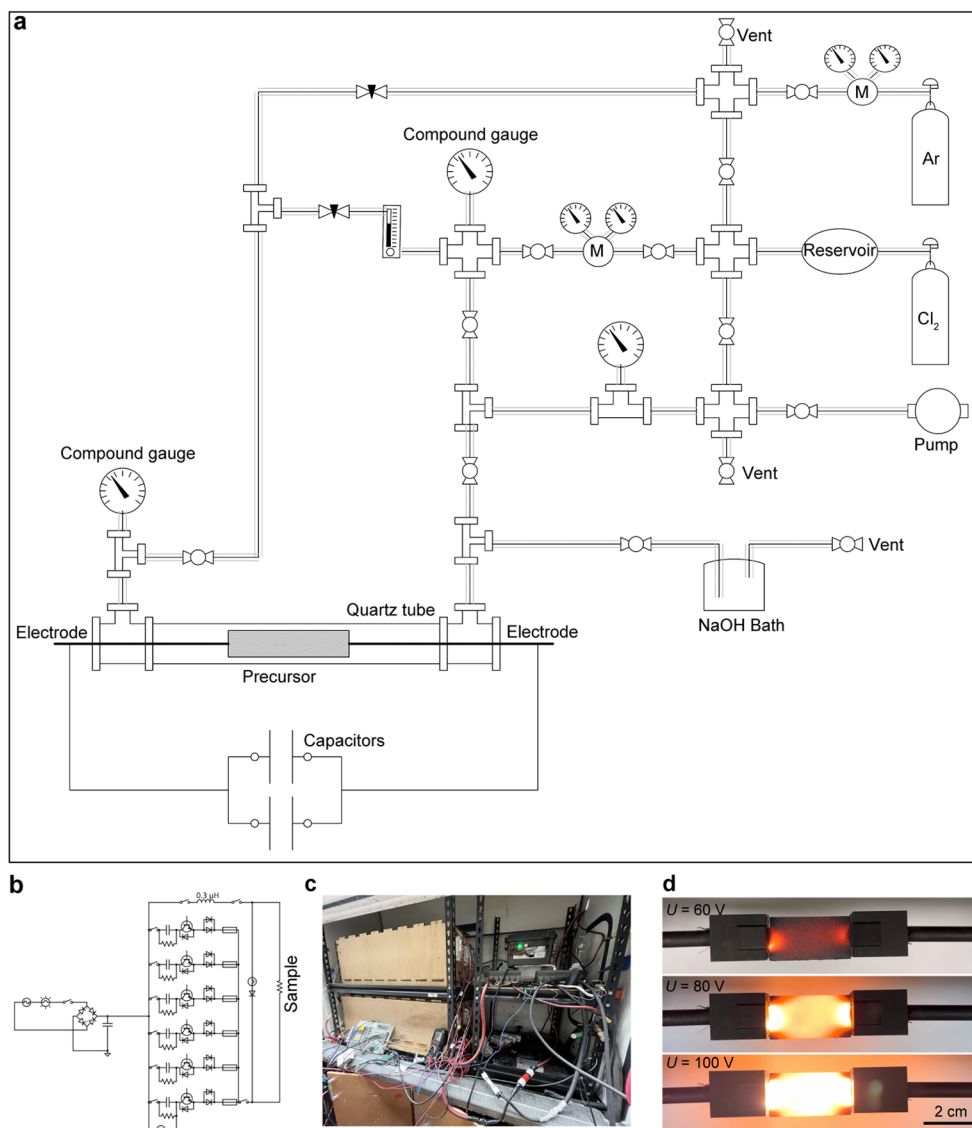 a
Vent
M
Ar
Compound gauge
M
Reservoir
Cl₂
Pump
Vent
Compound gauge
Vent
NaOH Bath
Quartz tube
Electrode
Electrode
Precursor
Capacitors
b
0.3 µH
Sample
c
d
U = 60 V
U = 80 V
U = 100 V
2 cm